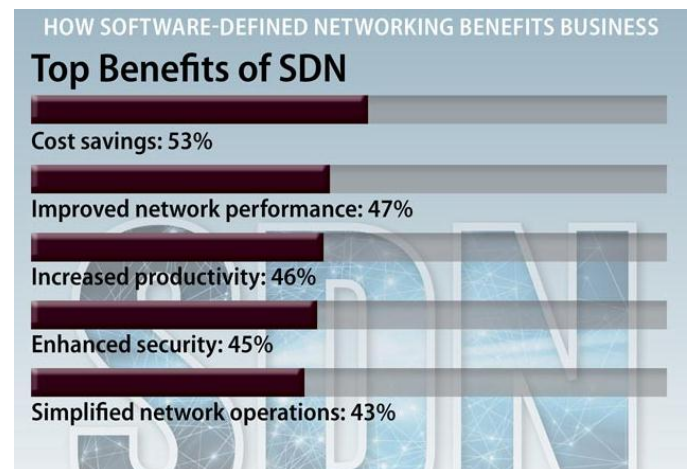 HOW SOFTWARE-DEFINED NETWORKING BENEFITS BUSINESS
Top Benefits of SDN
Cost savings: 53%
Improved network performance: 47%
Increased productivity: 46%
Enhanced security: 45%
Simplified network operations: 43%
SDN